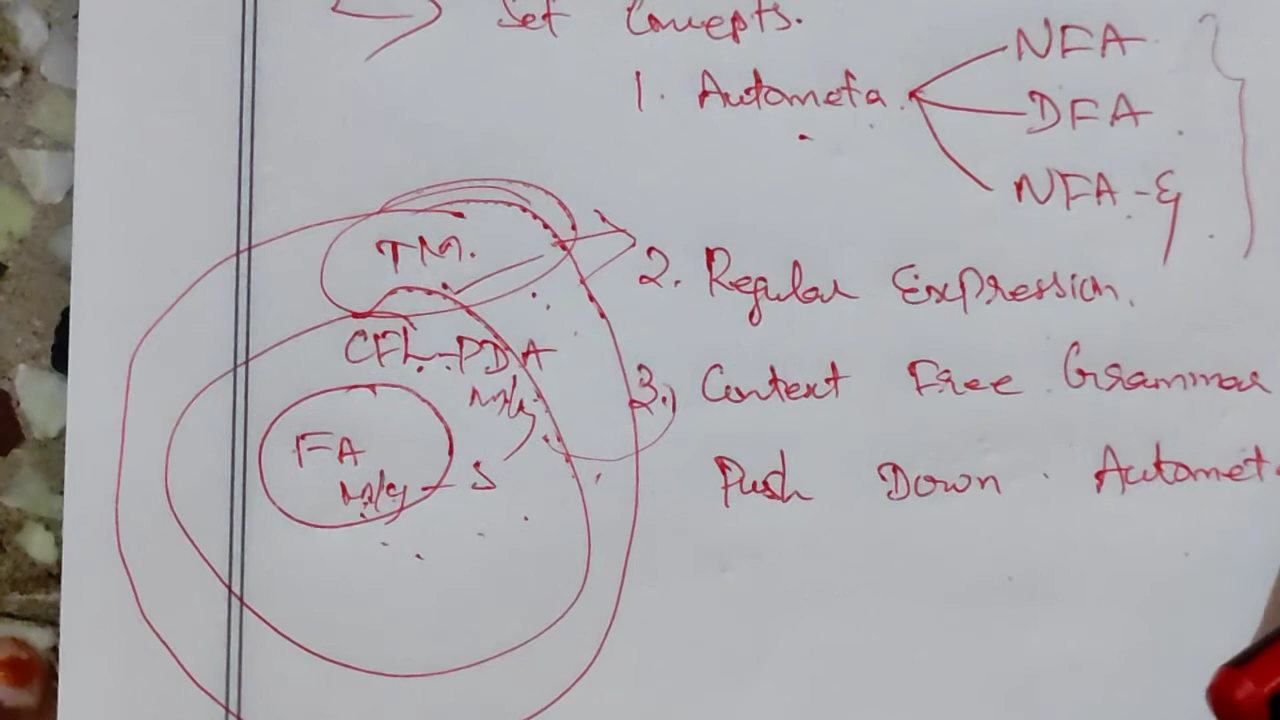 Set Concepts.
1. Autometa
NFA
DFA
NFA-ε
2. Regular Expression.
3. Context Free Grammar
Push Down Automet
TM.
CFL-PDA
FA
S